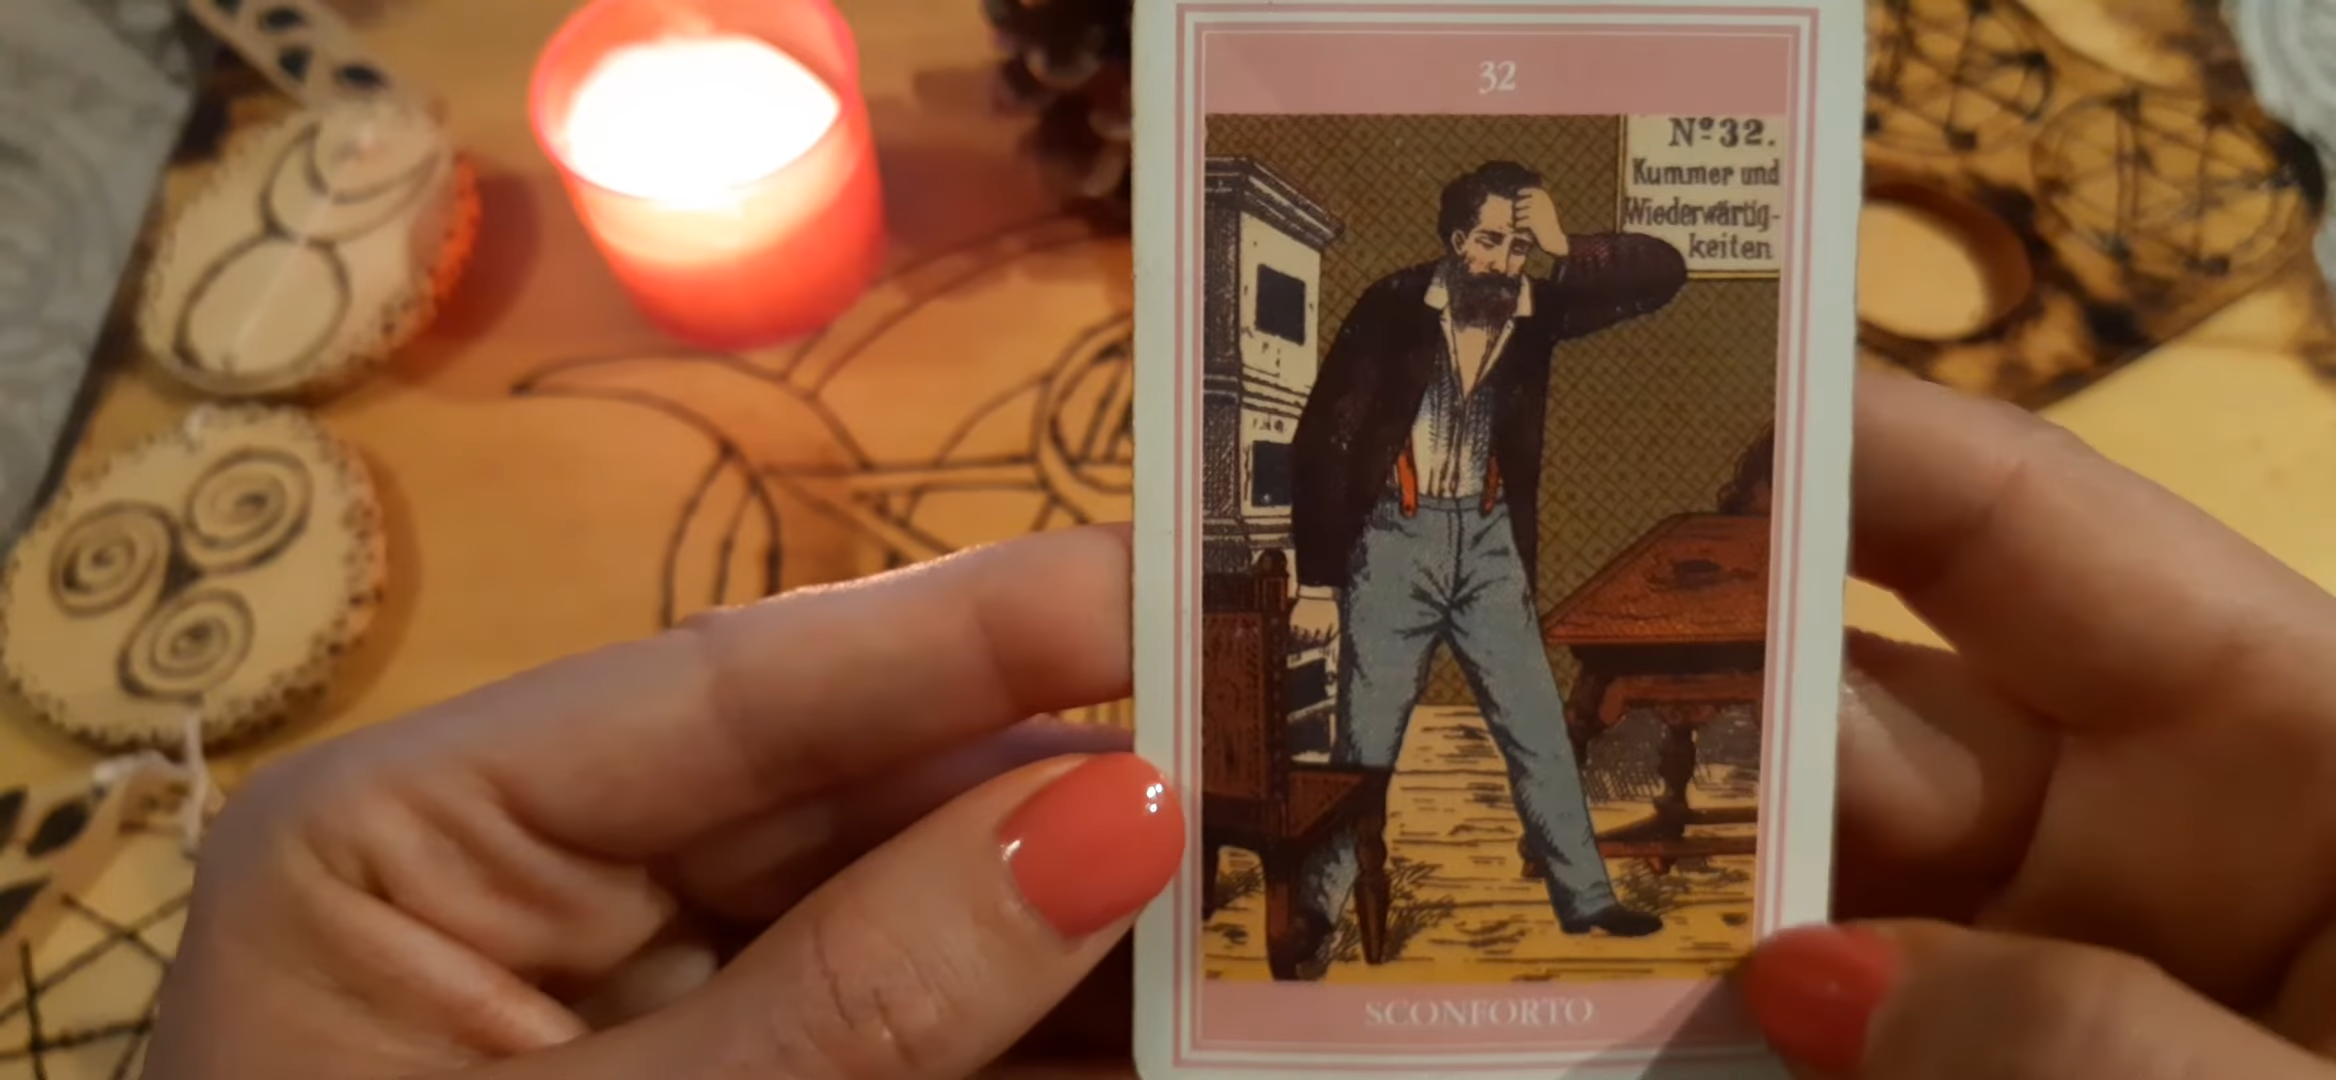 32
Nº 32.
Kummer und
Wiederwärtig-
keiten
SCONFORTO